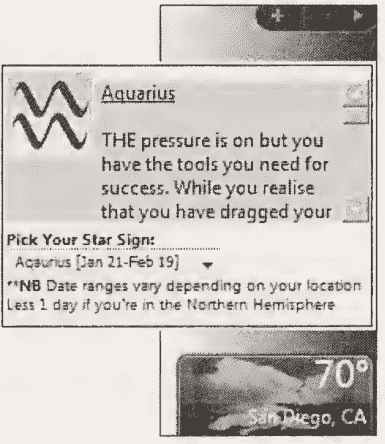 Aquarius
THE pressure is on but you
have the tools you need for
success. While you realise
that you have dragged your
Pick Your Star Sign:
Aqaurius [Jan 21-Feb 19]
**NB Date ranges vary depending on your location
Less 1 day if you're in the Northern Hemisphere
70°
San Diego, CA